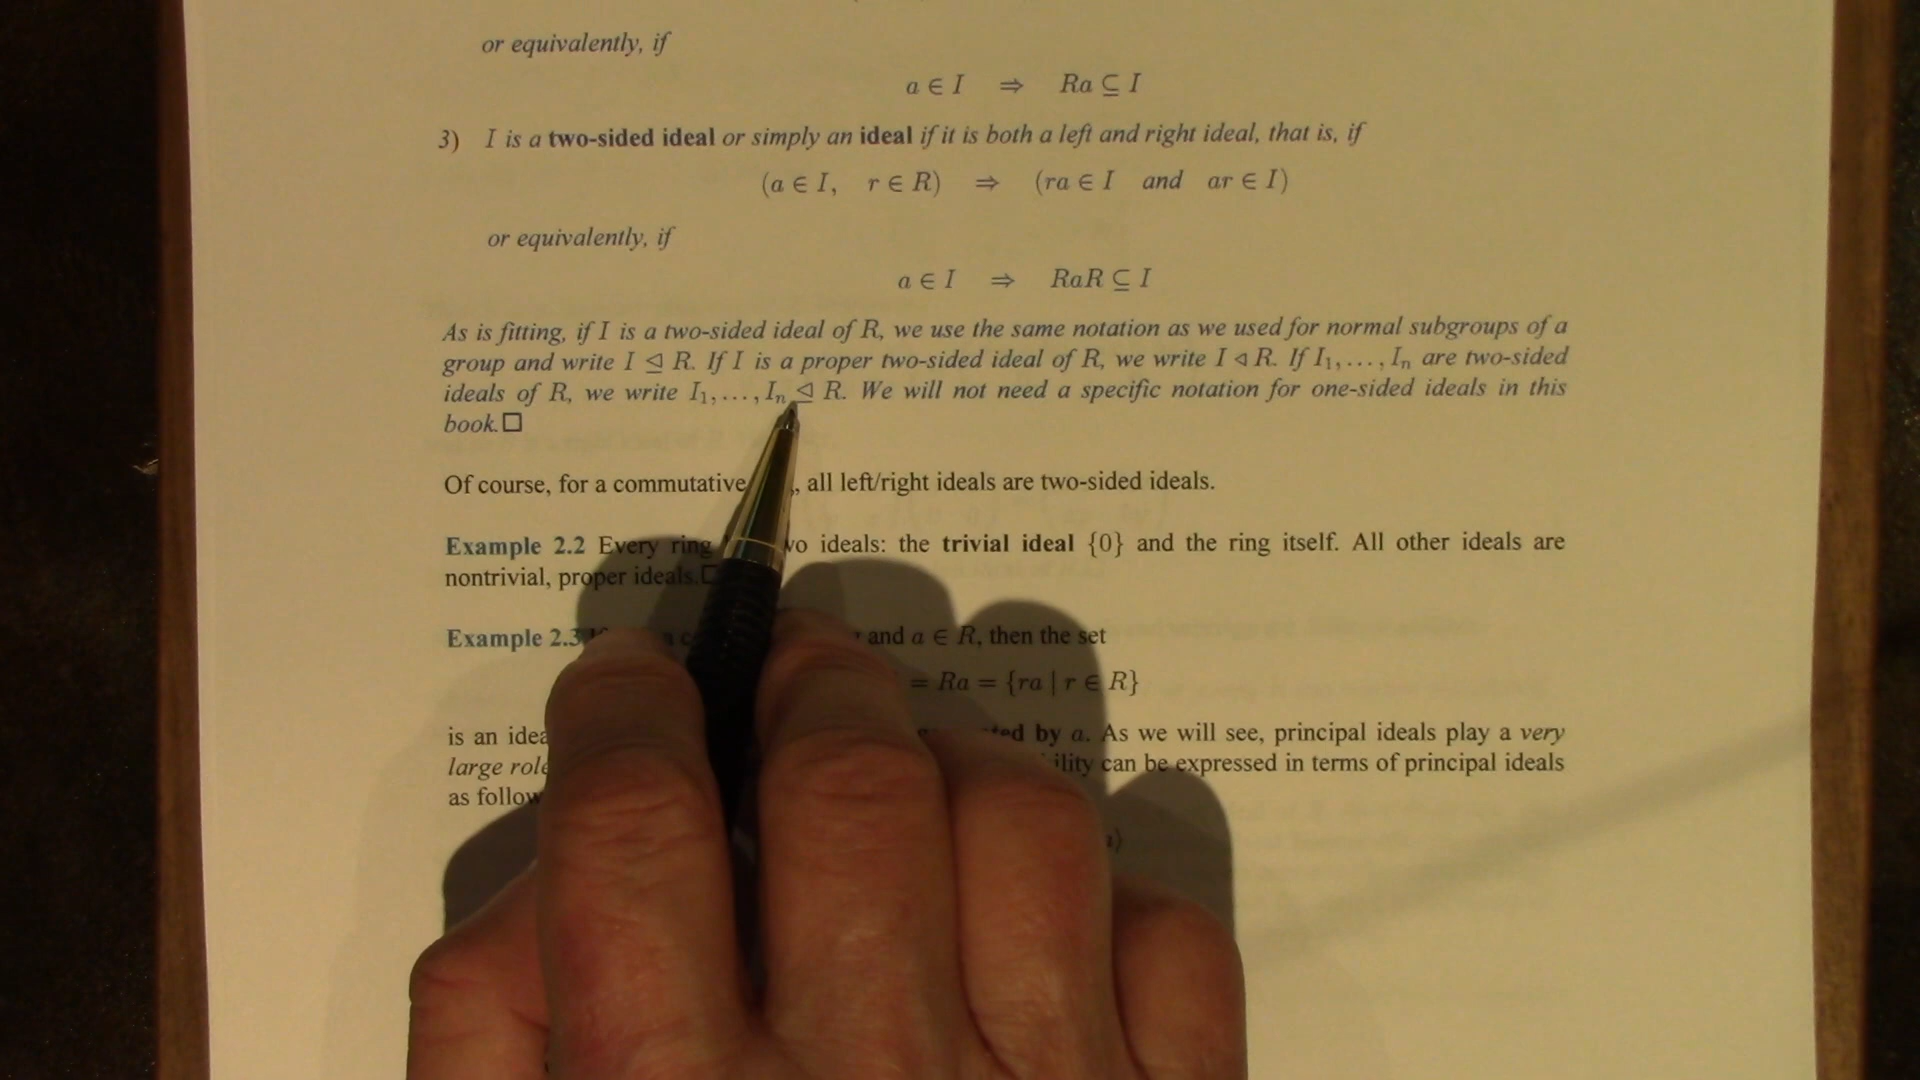 or equivalently, if
a ∈ I ⇒ Ra ⊆ I
3) I is a two-sided ideal or simply an ideal if it is both a left and right ideal, that is, if
(a ∈ I, r ∈ R) ⇒ (ra ∈ I and ar ∈ I)
or equivalently, if
a ∈ I ⇒ RaR ⊆ I
As is fitting, if I is a two-sided ideal of R, we use the same notation as we used for normal subgroups of a
group and write I ⊴ R. If I is a proper two-sided ideal of R, we write I ◁ R. If I₁, ..., Iₙ are two-sided
ideals of R, we write I₁, ..., Iₙ ⊴ R. We will not need a specific notation for one-sided ideals in this
book.□
Of course, for a commutative , all left/right ideals are two-sided ideals.
Example 2.2 Every ring ideals: the trivial ideal {0} and the ring itself. All other ideals are
nontrivial, proper ideals.□
Example 2.3 and a ∈ R, then the set
= Ra = {ra | r ∈ R}
is an by a. As we will see, principal ideals play a very
large can be expressed in terms of principal ideals
as